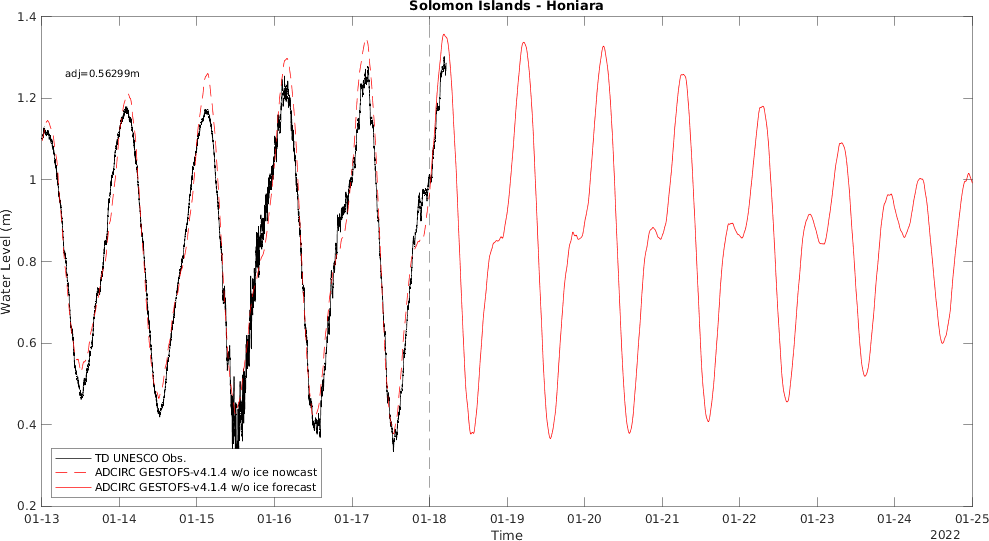 Solomon Islands - Honiara
1.4
1.2
1
0.8
0.6
0.4
0.2
Water Level (m)
adj=0.56299m
TD UNESCO Obs.
ADCIRC GESTOFS-v4.1.4 w/o ice nowcast
ADCIRC GESTOFS-v4.1.4 w/o ice forecast
01-13 01-14 01-15 01-16 01-17 01-18 01-19 01-20 01-21 01-22 01-23 01-24 01-25
Time
2022